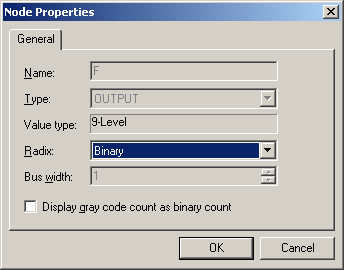 Node Properties
General
Name: F
Type: OUTPUT
Value type: 9-Level
Radix: Binary
Bus width: 1
Display gray code count as binary count
OK Cancel